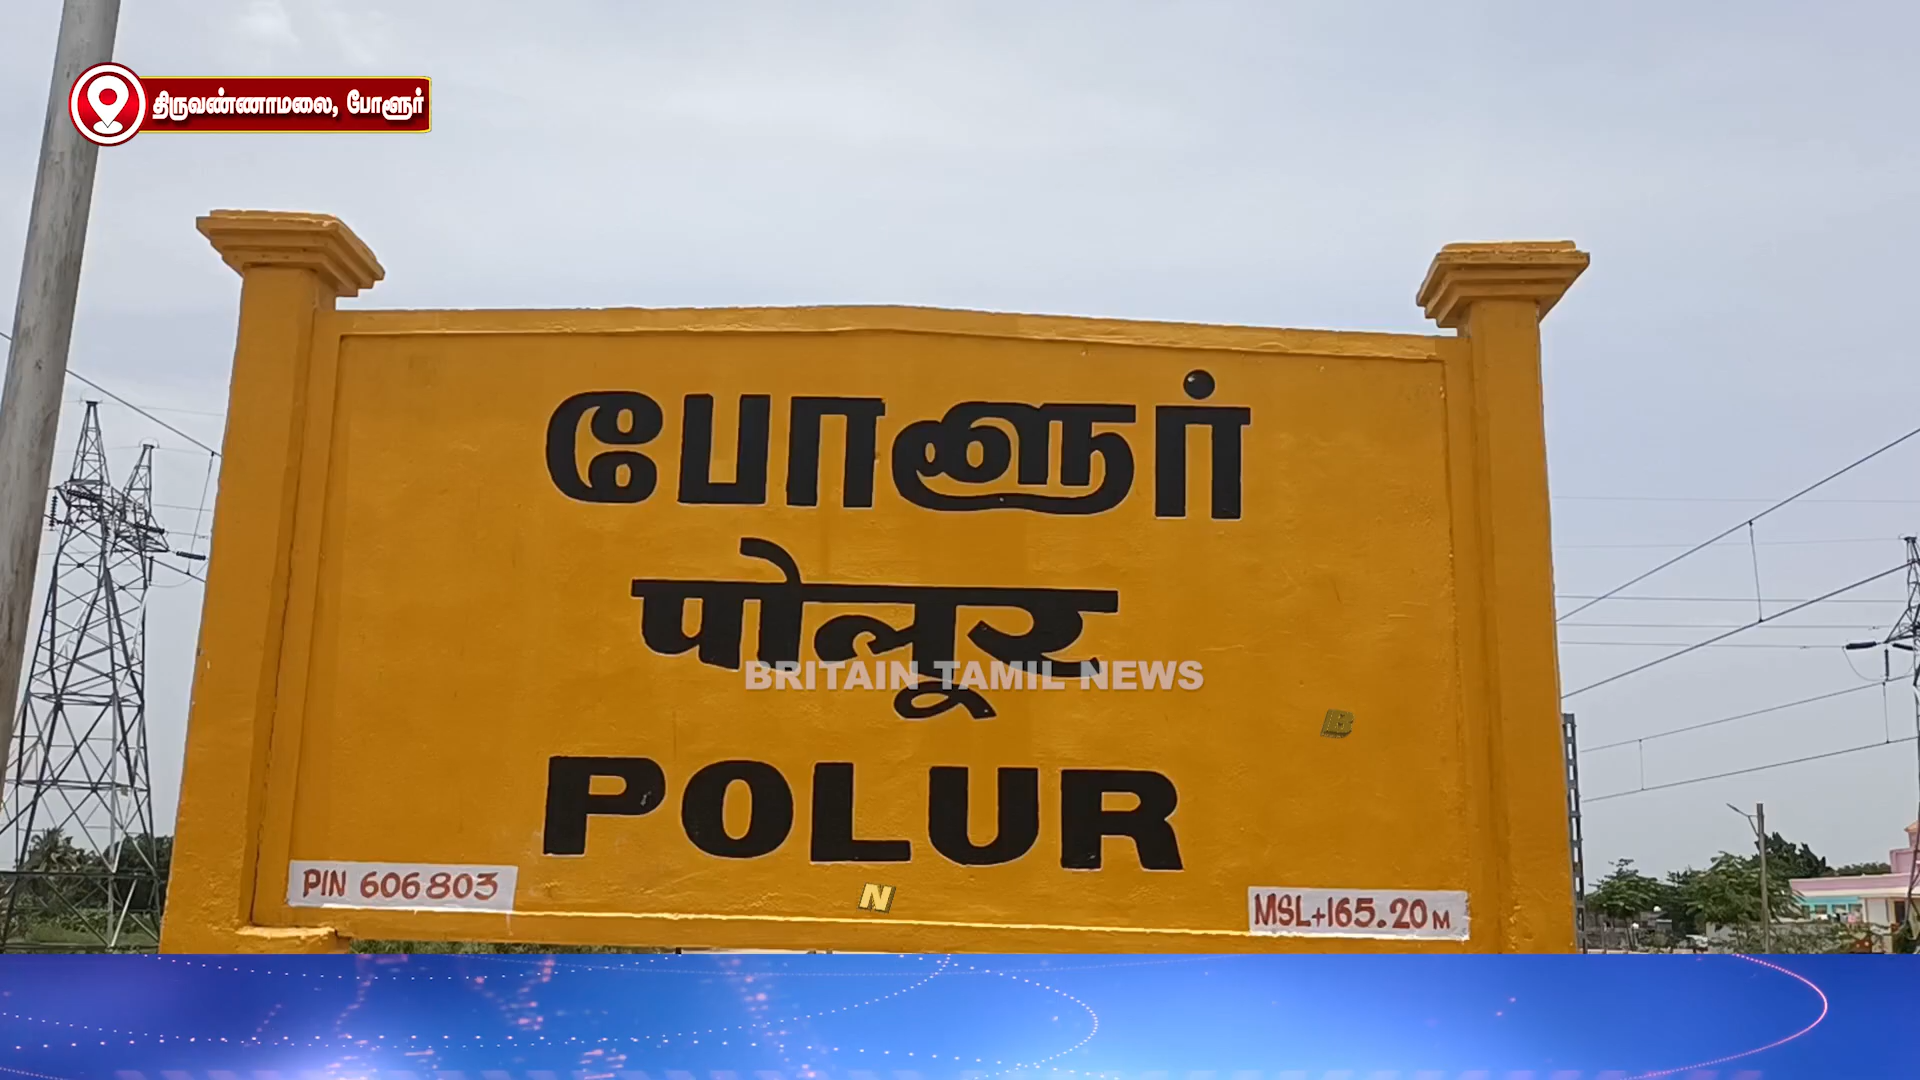 திருவண்ணாமலை, போளூர்
போளூர்
पोलूर
BRITAIN TAMIL NEWS
B
POLUR
PIN 606803
N
MSL+165.20M